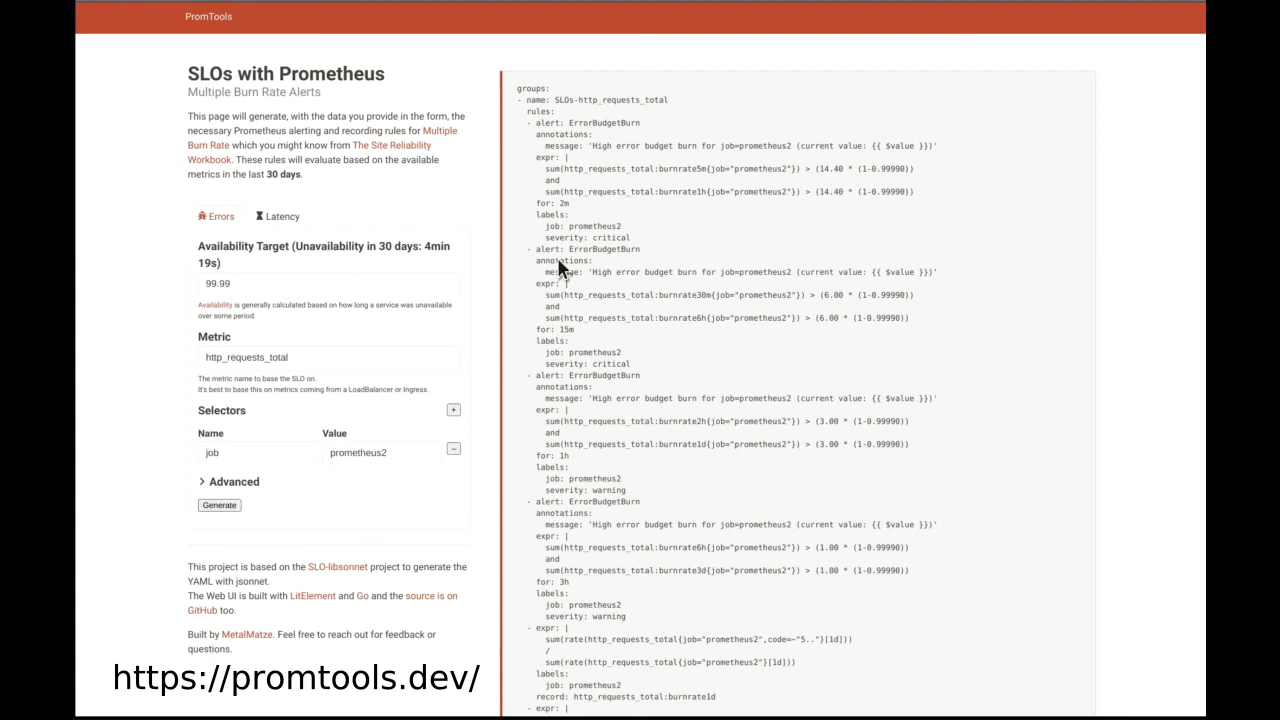 PromTools
SLOs with Prometheus
Multiple Burn Rate Alerts
This page will generate, with the data you provide in the form, the
necessary Prometheus alerting and recording rules for Multiple
Burn Rate which you might know from The Site Reliability
Workbook. These rules will evaluate based on the available
metrics in the last 30 days.
Errors
Latency
Availability Target (Unavailability in 30 days: 4min
19s)
99.99
Availability is generally calculated based on how long a service was unavailable
over some period.
Metric
http_requests_total
The metric name to base the SLO on.
It's best to base this on metrics coming from a LoadBalancer or Ingress.
Selectors
+
Name Value
job prometheus2
−
Advanced
Generate
This project is based on the SLO-libsonnet project to generate the
YAML with jsonnet.
The Web UI is built with LitElement and Go and the source is on
GitHub too.
Built by MetalMatze. Feel free to reach out for feedback or
questions.
https://promtools.dev/
groups:
- name: SLOs-http_requests_total
rules:
- alert: ErrorBudgetBurn
annotations:
message: 'High error budget burn for job=prometheus2 (current value: {{ $value }})'
expr: |
sum(http_requests_total:burnrate5m{job="prometheus2"}) > (14.40 * (1-0.99990))
and
sum(http_requests_total:burnrate1h{job="prometheus2"}) > (14.40 * (1-0.99990))
for: 2m
labels:
job: prometheus2
severity: critical
- alert: ErrorBudgetBurn
annotations:
message: 'High error budget burn for job=prometheus2 (current value: {{ $value }})'
expr: |
sum(http_requests_total:burnrate30m{job="prometheus2"}) > (6.00 * (1-0.99990))
and
sum(http_requests_total:burnrate6h{job="prometheus2"}) > (6.00 * (1-0.99990))
for: 15m
labels:
job: prometheus2
severity: critical
- alert: ErrorBudgetBurn
annotations:
message: 'High error budget burn for job=prometheus2 (current value: {{ $value }})'
expr: |
sum(http_requests_total:burnrate2h{job="prometheus2"}) > (3.00 * (1-0.99990))
and
sum(http_requests_total:burnrate1d{job="prometheus2"}) > (3.00 * (1-0.99990))
for: 1h
labels:
job: prometheus2
severity: warning
- alert: ErrorBudgetBurn
annotations:
message: 'High error budget burn for job=prometheus2 (current value: {{ $value }})'
expr: |
sum(http_requests_total:burnrate6h{job="prometheus2"}) > (1.00 * (1-0.99990))
and
sum(http_requests_total:burnrate3d{job="prometheus2"}) > (1.00 * (1-0.99990))
for: 3h
labels:
job: prometheus2
severity: warning
- expr: |
sum(rate(http_requests_total{job="prometheus2",code=~"5.."}[1d]))
/
sum(rate(http_requests_total{job="prometheus2"}[1d]))
labels:
job: prometheus2
record: http_requests_total:burnrate1d
- expr: |